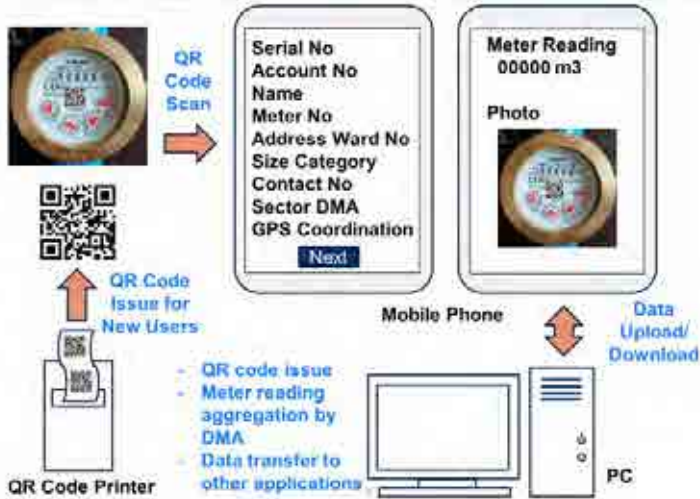 QR
Code
Scan
Serial No
Account No
Name
Meter No
Address Ward No
Size Category
Contact No
Sector DMA
GPS Coordination
Next
Meter Reading
00000 m3
Photo
QR Code
Issue for
New Users
Mobile Phone
Data
Upload/
Download
- QR code issue
- Meter reading
aggregation by
DMA
- Data transfer to
other applications
QR Code Printer
PC